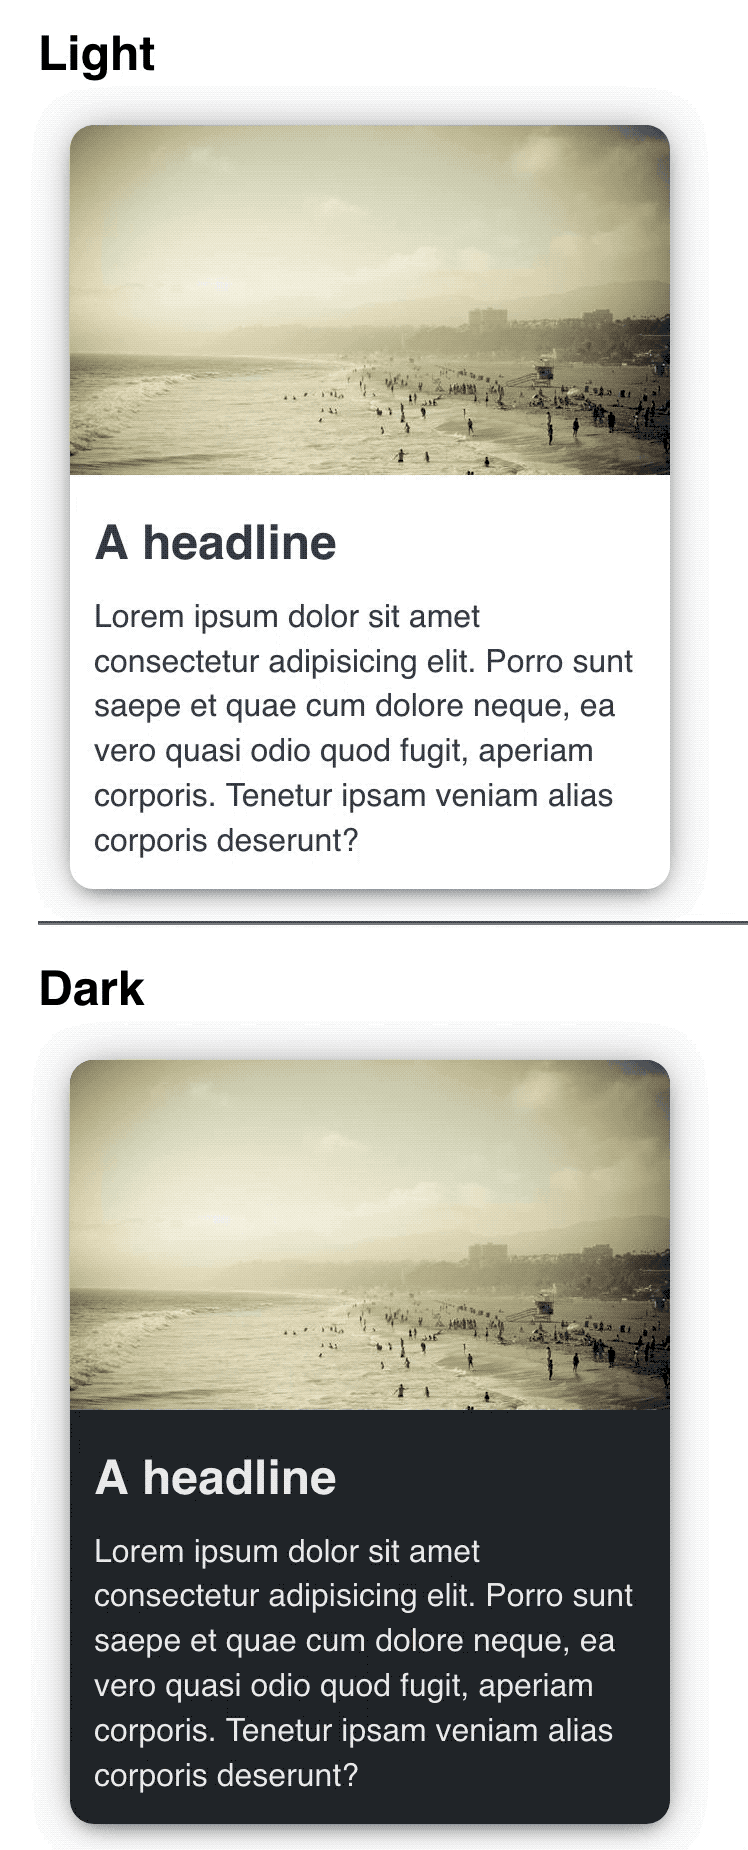 Light
A headline
Lorem ipsum dolor sit amet
consectetur adipisicing elit. Porro sunt
saepe et quae cum dolore neque, ea
vero quasi odio quod fugit, aperiam
corporis. Tenetur ipsam veniam alias
corporis deserunt?
Dark
A headline
Lorem ipsum dolor sit amet
consectetur adipisicing elit. Porro sunt
saepe et quae cum dolore neque, ea
vero quasi odio quod fugit, aperiam
corporis. Tenetur ipsam veniam alias
corporis deserunt?